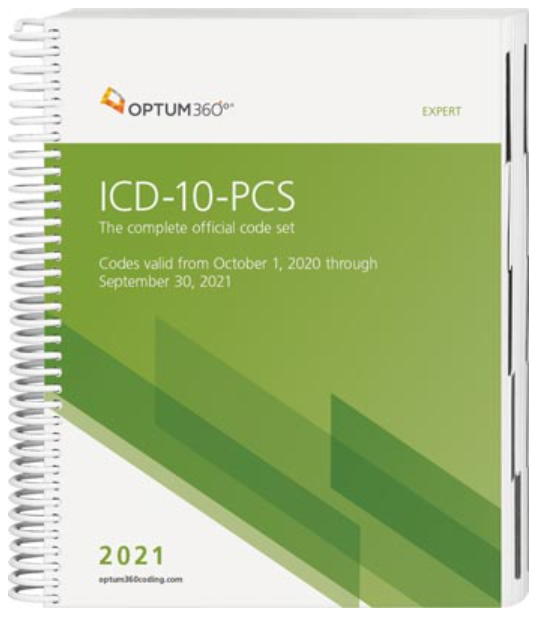 OPTUM360°®
EXPERT
ICD-10-PCS
The complete official code set
Codes valid from October 1, 2020 through
September 30, 2021
2021
optum360coding.com